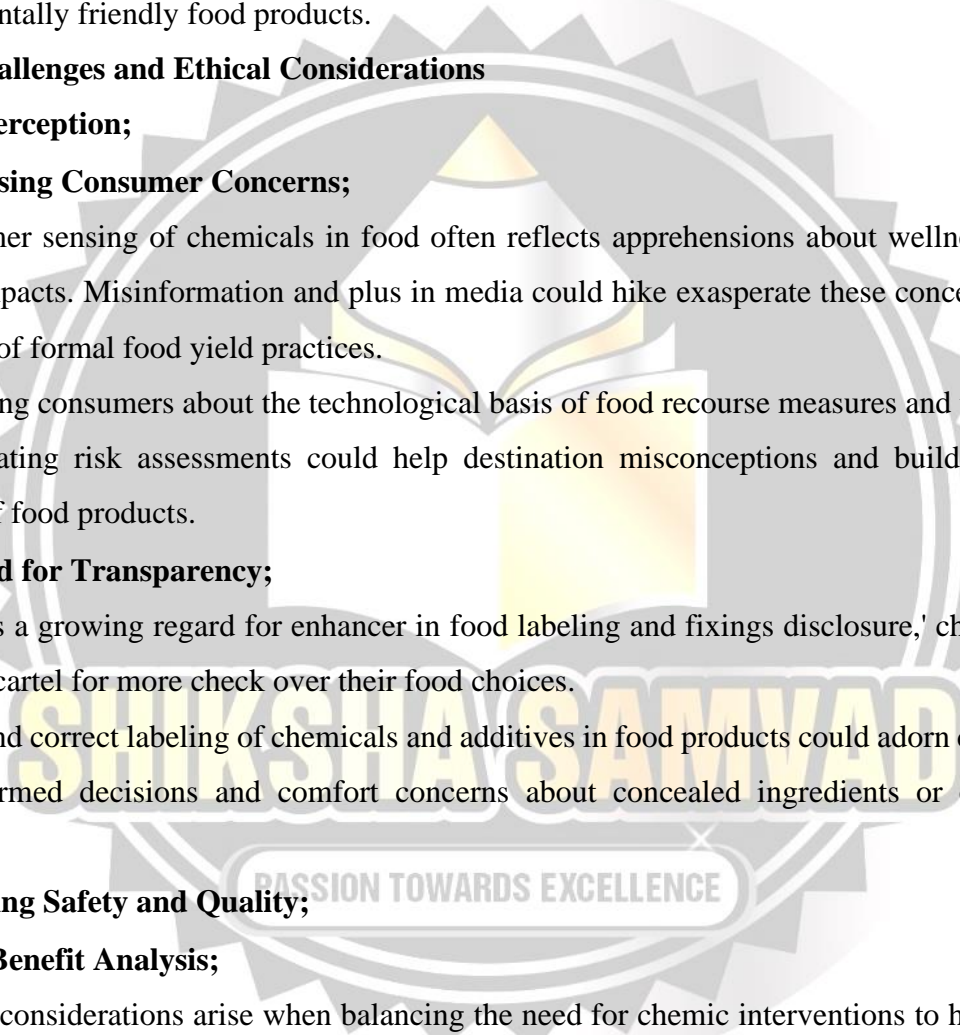 ntally friendly food products.
allenges and Ethical Considerations
erception;
sing Consumer Concerns;
ner sensing of chemicals in food often reflects apprehensions about welln
pacts. Misinformation and plus in media could hike exasperate these conce
of formal food yield practices.
ng consumers about the technological basis of food recourse measures and
ating risk assessments could help destination misconceptions and build
f food products.
d for Transparency;
s a growing regard for enhancer in food labeling and fixings disclosure,' ch
cartel for more check over their food choices.
SHIKSHA SAMVAD
nd correct labeling of chemicals and additives in food products could adorn
rmed decisions and comfort concerns about concealed ingredients or
PASSION TOWARDS EXCELLENCE
ng Safety and Quality;
Benefit Analysis;
considerations arise when balancing the need for chemic interventions to h